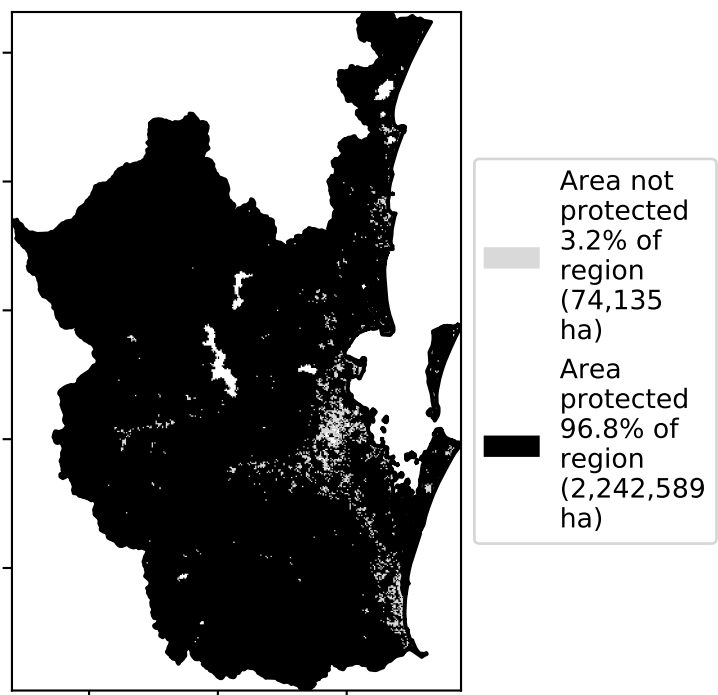 Area not
protected
3.2% of
region
(74,135
ha)
Area
protected
96.8% of
region
(2,242,589
ha)